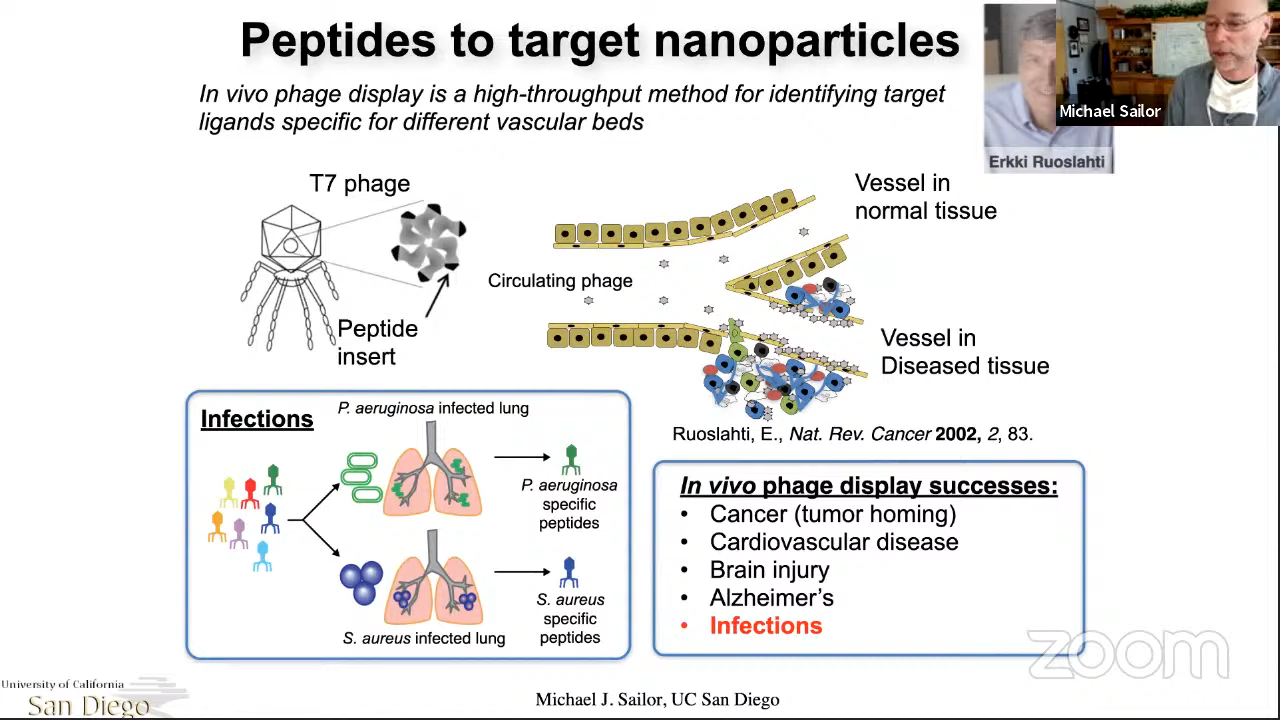 Peptides to target nanoparticles
In vivo phage display is a high-throughput method for identifying target
ligands specific for different vascular beds
Michael Sailor
Erkki Ruoslahti
T7 phage
Peptide
insert
Circulating phage
Vessel in
normal tissue
Vessel in
Diseased tissue
Ruoslahti, E., Nat. Rev. Cancer 2002, 2, 83.
Infections
P. aeruginosa infected lung
P. aeruginosa
specific
peptides
S. aureus infected lung
S. aureus
specific
peptides
In vivo phage display successes:
• Cancer (tumor homing)
• Cardiovascular disease
• Brain injury
• Alzheimer’s
• Infections
zoom
University of California
San Diego
Michael J. Sailor, UC San Diego